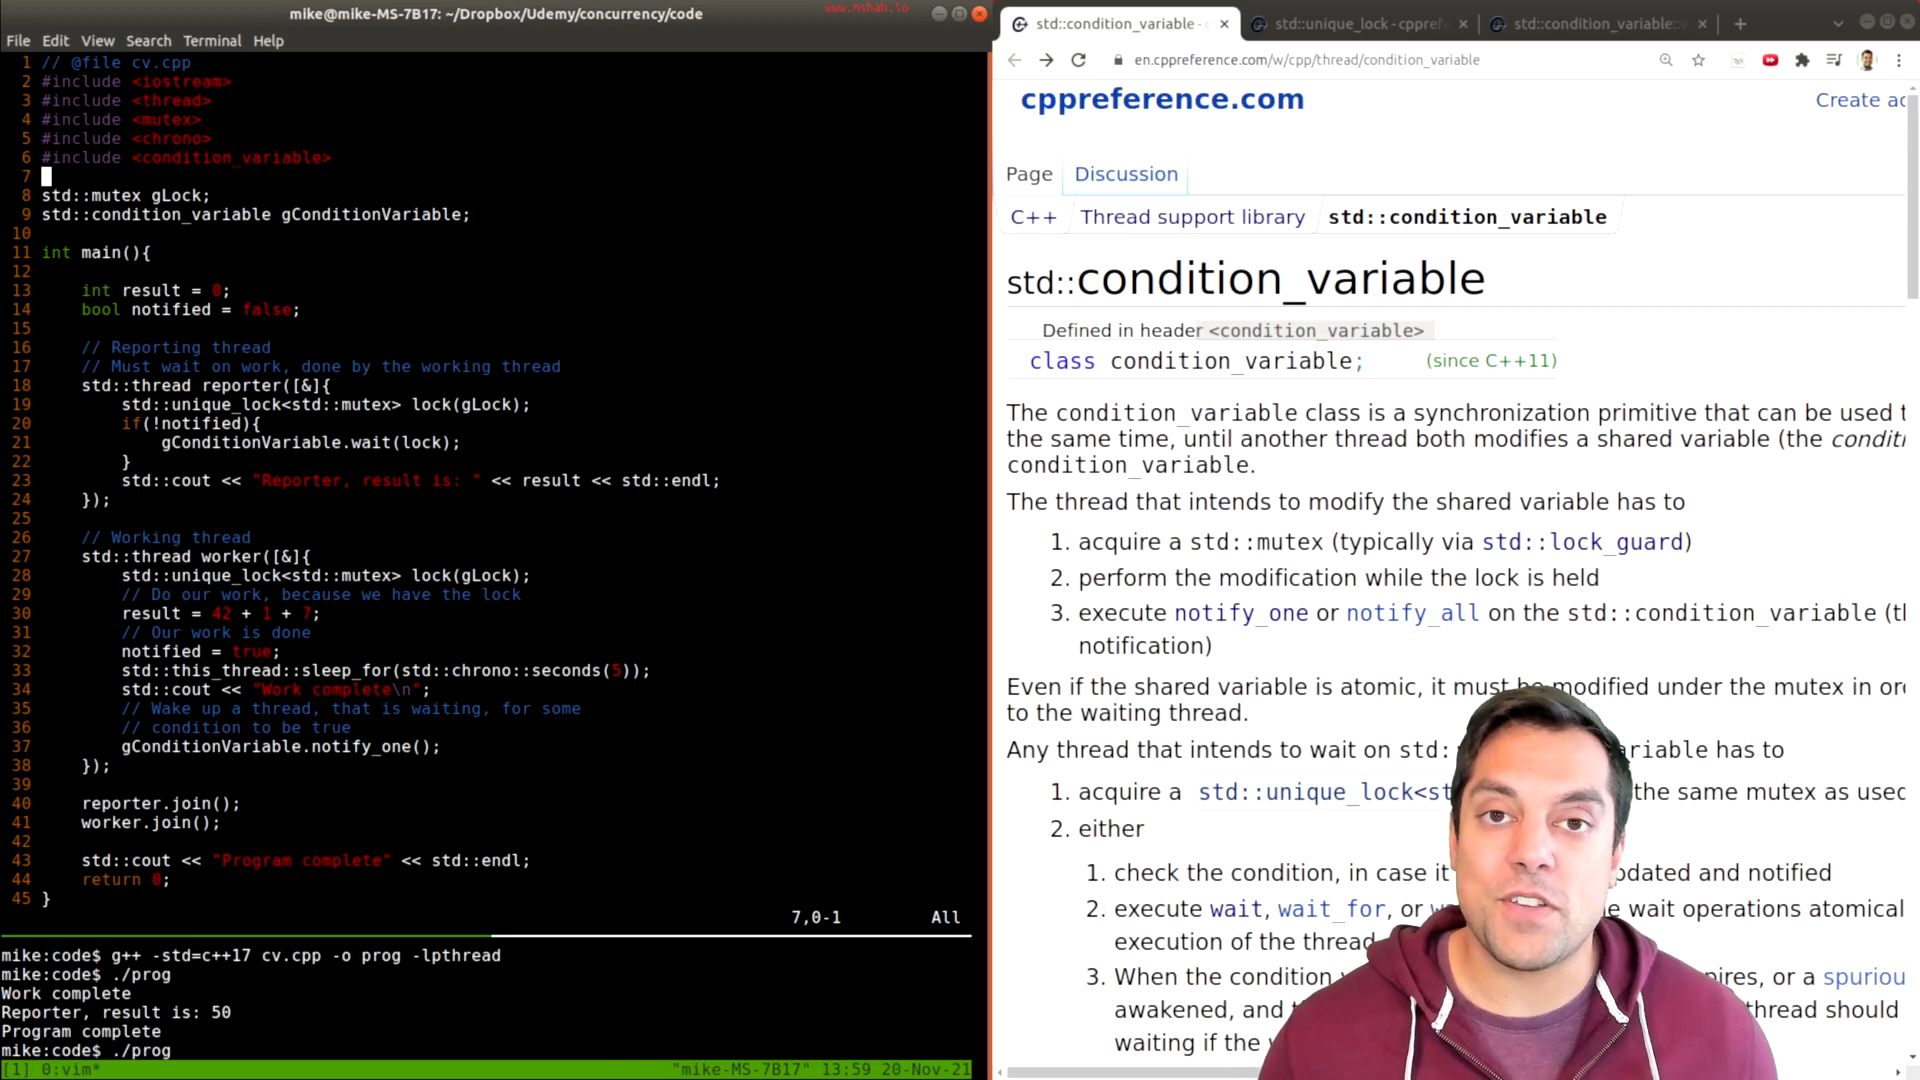 mike@mike-MS-7B17: ~/Dropbox/Udemy/concurrency/code
www.mshah.io
File Edit View Search Terminal Help
1 // @file cv.cpp
2 #include <iostream>
3 #include <thread>
4 #include <mutex>
5 #include <chrono>
6 #include <condition_variable>
7
8 std::mutex gLock;
9 std::condition_variable gConditionVariable;
10
11 int main(){
12
13 int result = 0;
14 bool notified = false;
15
16 // Reporting thread
17 // Must wait on work, done by the working thread
18 std::thread reporter([&]{
19 std::unique_lock<std::mutex> lock(gLock);
20 if(!notified){
21 gConditionVariable.wait(lock);
22 }
23 std::cout << "Reporter, result is: " << result << std::endl;
24 });
25
26 // Working thread
27 std::thread worker([&]{
28 std::unique_lock<std::mutex> lock(gLock);
29 // Do our work, because we have the lock
30 result = 42 + 1 + 7;
31 // Our work is done
32 notified = true;
33 std::this_thread::sleep_for(std::chrono::seconds(5));
34 std::cout << "Work complete\n";
35 // Wake up a thread, that is waiting, for some
36 // condition to be true
37 gConditionVariable.notify_one();
38 });
39
40 reporter.join();
41 worker.join();
42
43 std::cout << "Program complete" << std::endl;
44 return 0;
45 }
7,0-1 All
mike:code$ g++ -std=c++17 cv.cpp -o prog -lpthread
mike:code$ ./prog
Work complete
Reporter, result is: 50
Program complete
mike:code$ ./prog
[1] 0:vim* "mike-MS-7B17" 13:59 20-Nov-21
std::condition_variable - c
std::unique_lock - cppref
std::condition_variable::
en.cppreference.com/w/cpp/thread/condition_variable
cppreference.com
Create ac
Page Discussion
C++ Thread support library std::condition_variable
std::condition_variable
Defined in header <condition_variable>
class condition_variable; (since C++11)
The condition_variable class is a synchronization primitive that can be used
the same time, until another thread both modifies a shared variable (the conditi
condition_variable.
The thread that intends to modify the shared variable has to
1. acquire a std::mutex (typically via std::lock_guard)
2. perform the modification while the lock is held
3. execute notify_one or notify_all on the std::condition_variable (th
notification)
Even if the shared variable is atomic, it must be modified under the mutex in or
to the waiting thread.
Any thread that intends to wait on std: riable has to
1. acquire a std::unique_lock<st the same mutex as used
2. either
1. check the condition, in case it pdated and notified
2. execute wait, wait_for, or w e wait operations atomical
execution of the thread
3. When the condition pires, or a spuriou
awakened, and t thread should
waiting if the